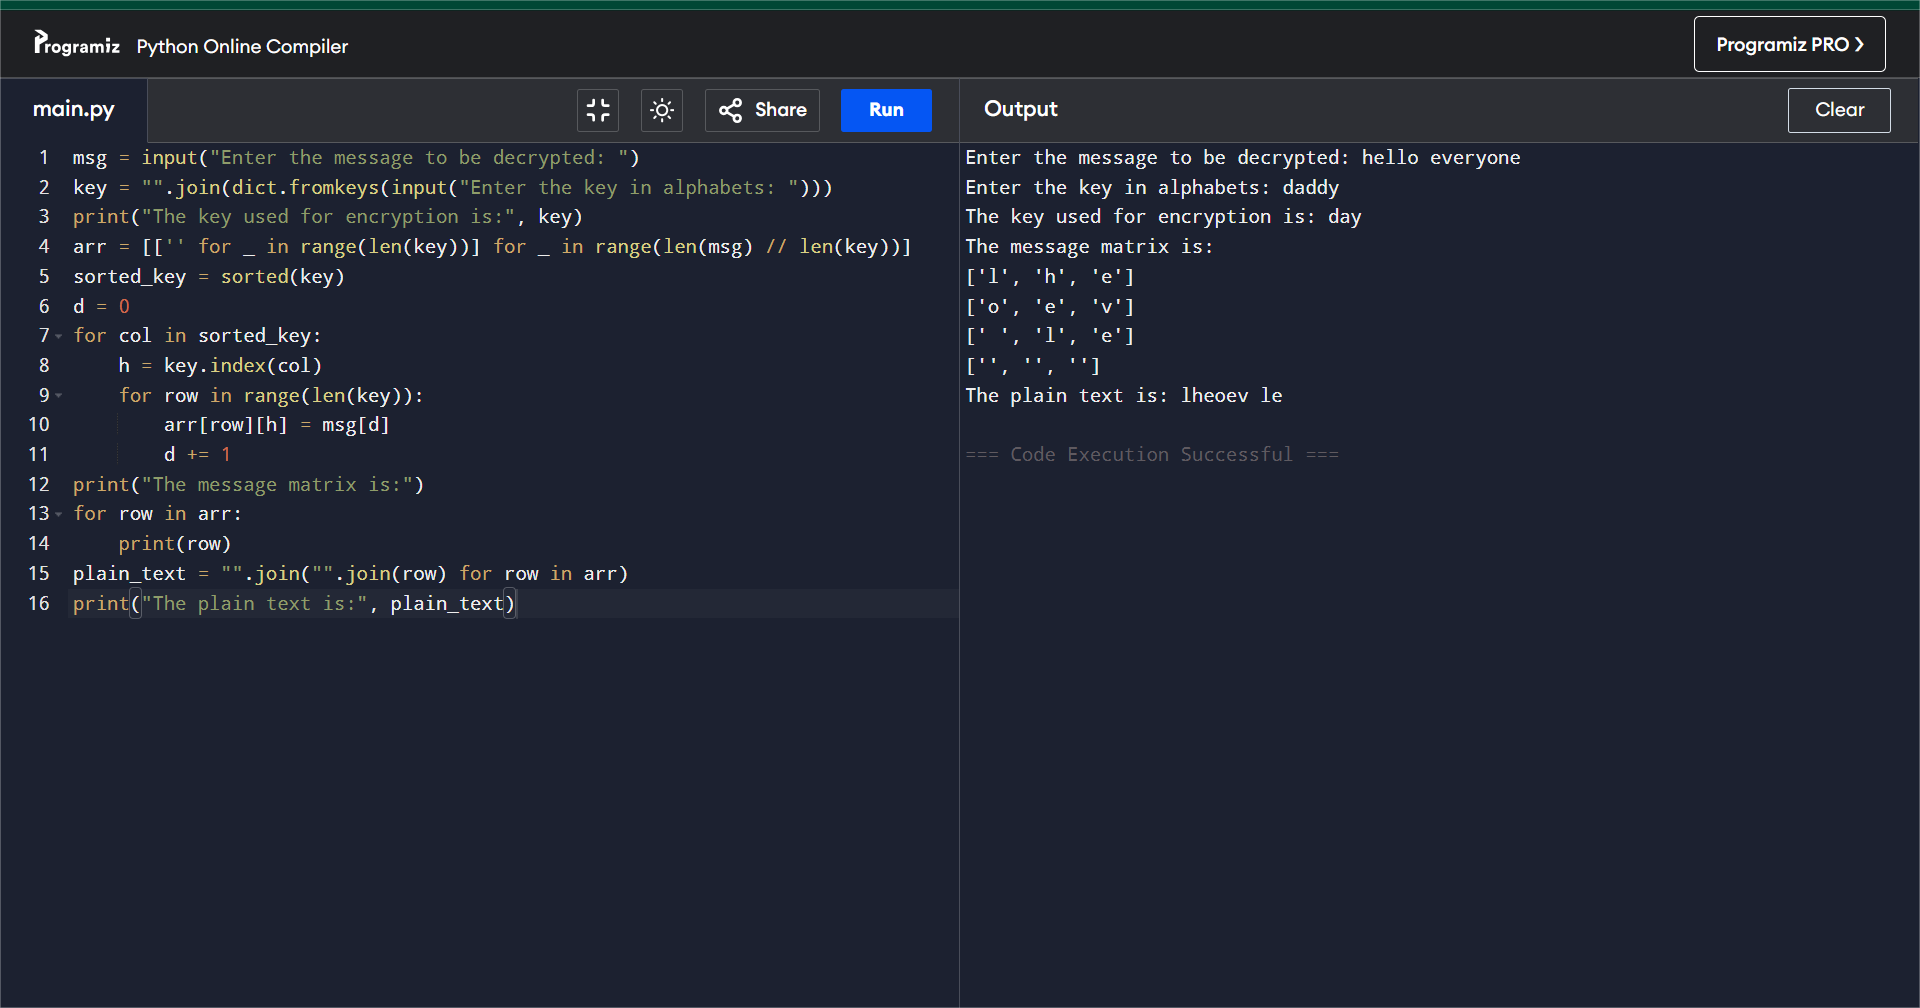 Programiz Python Online Compiler
Programiz PRO ❯
main.py
Share
Run
1 msg = input("Enter the message to be decrypted: ")
2 key = "".join(dict.fromkeys(input("Enter the key in alphabets: ")))
3 print("The key used for encryption is:", key)
4 arr = [['' for _ in range(len(key))] for _ in range(len(msg) // len(key))]
5 sorted_key = sorted(key)
6 d = 0
7 for col in sorted_key:
8     h = key.index(col)
9     for row in range(len(key)):
10         arr[row][h] = msg[d]
11         d += 1
12 print("The message matrix is:")
13 for row in arr:
14     print(row)
15 plain_text = "".join("".join(row) for row in arr)
16 print("The plain text is:", plain_text)
Output
Clear
Enter the message to be decrypted: hello everyone
Enter the key in alphabets: daddy
The key used for encryption is: day
The message matrix is:
['l', 'h', 'e']
['o', 'e', 'v']
[' ', 'l', 'e']
['', '', '']
The plain text is: lheoev le
=== Code Execution Successful ===